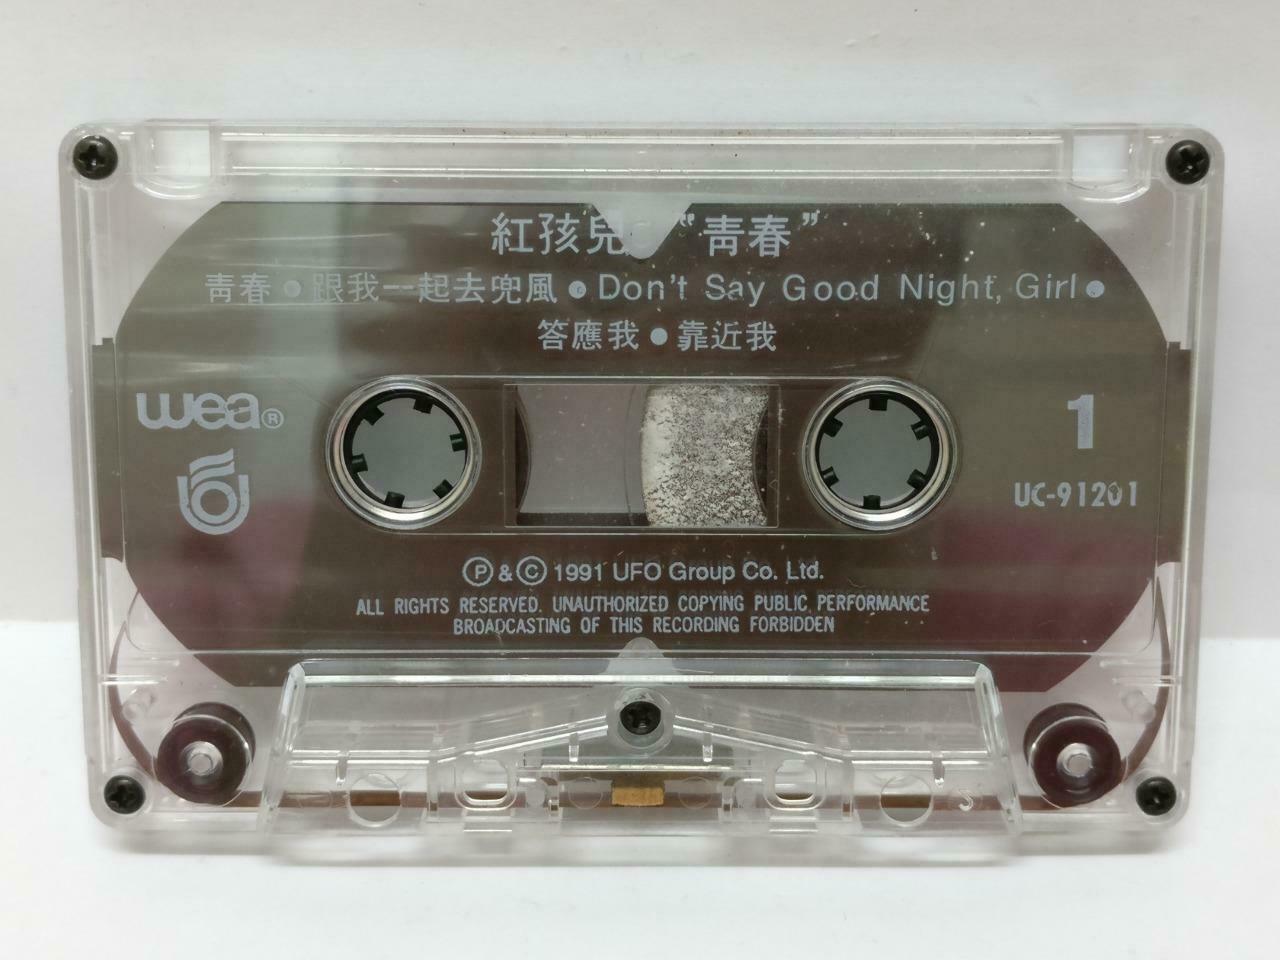 紅孩兒 “青春”
青春●跟我一起去兜風●Don't Say Good Night, Girl●
答應我●靠近我
wea®
1
UC-91201
Ⓟ & © 1991 UFO Group Co. Ltd.
ALL RIGHTS RESERVED. UNAUTHORIZED COPYING PUBLIC PERFORMANCE
BROADCASTING OF THIS RECORDING FORBIDDEN